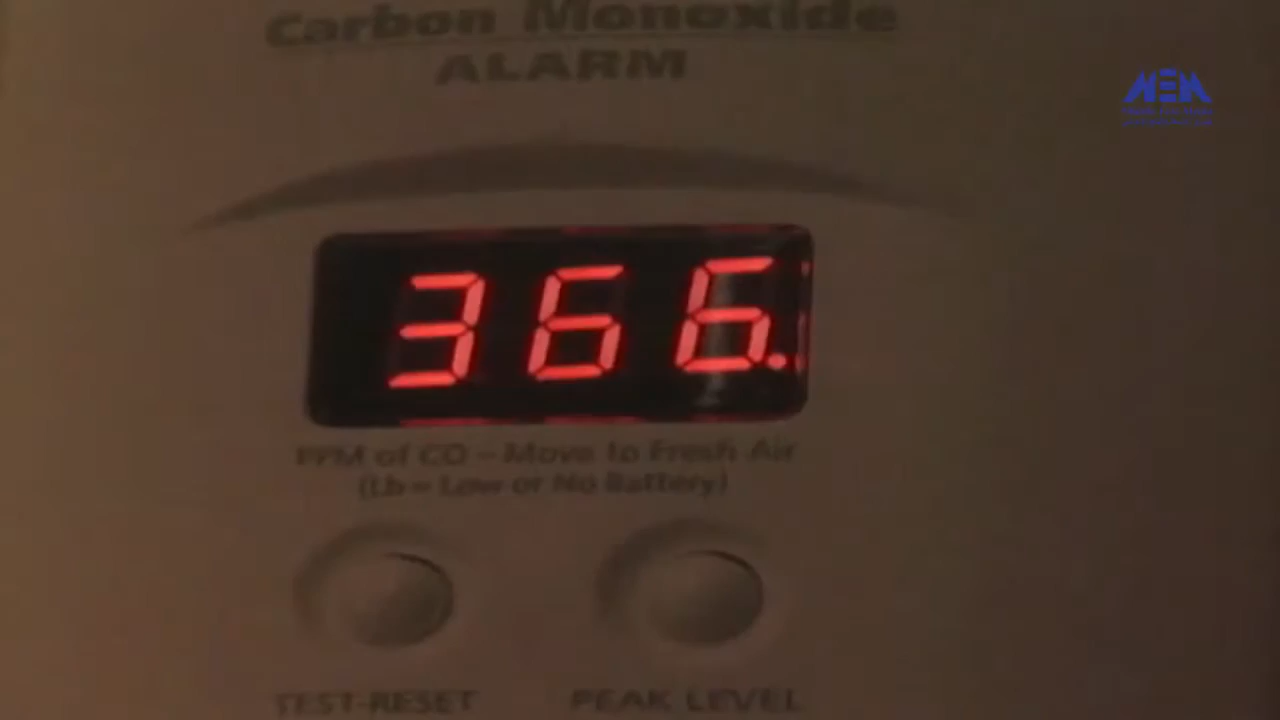 Carbon Monoxide
ALARM
NEM
366.
PPM of CO – Move to Fresh Air
(Lb = Low or No Battery)
TEST-RESET
PEAK LEVEL